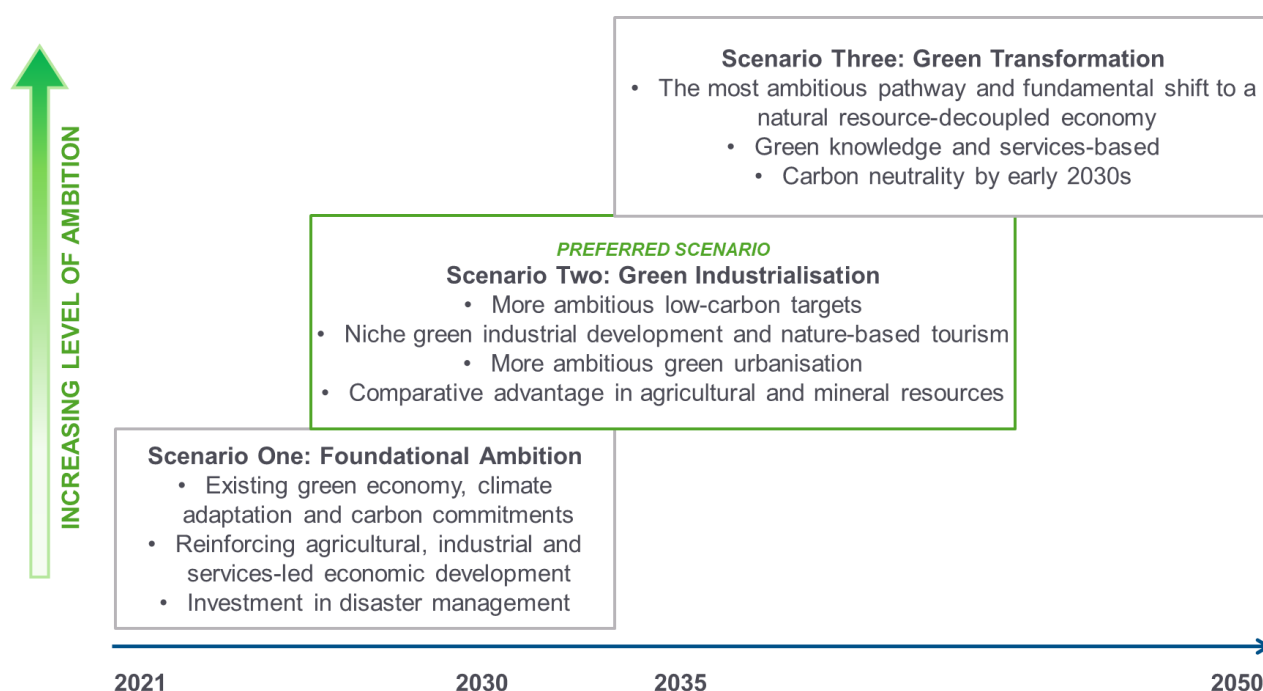 INCREASING LEVEL OF AMBITION
Scenario Three: Green Transformation
• The most ambitious pathway and fundamental shift to a
natural resource-decoupled economy
• Green knowledge and services-based
• Carbon neutrality by early 2030s
PREFERRED SCENARIO
Scenario Two: Green Industrialisation
• More ambitious low-carbon targets
• Niche green industrial development and nature-based tourism
• More ambitious green urbanisation
• Comparative advantage in agricultural and mineral resources
Scenario One: Foundational Ambition
• Existing green economy, climate
adaptation and carbon commitments
• Reinforcing agricultural, industrial and
services-led economic development
• Investment in disaster management
2021 2030 2035 2050